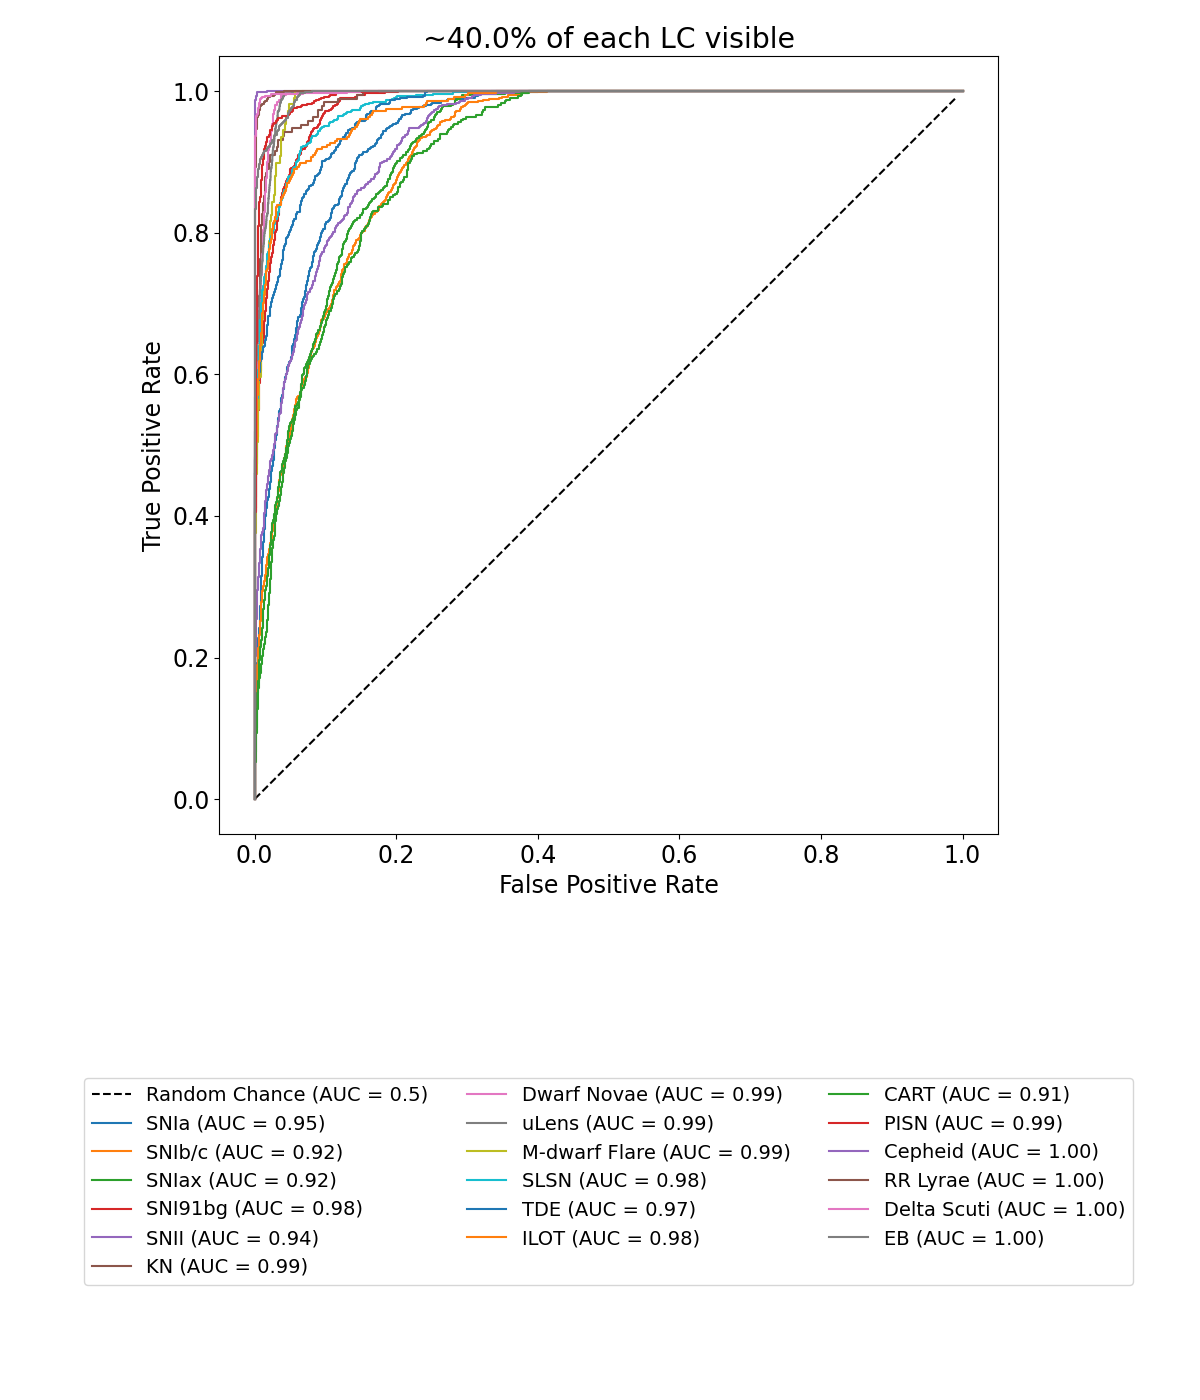 ~40.0% of each LC visible
1.0
0.8
0.6
0.4
0.2
0.0
True Positive Rate
0.0 0.2 0.4 0.6 0.8 1.0
False Positive Rate
Random Chance (AUC = 0.5)
SNIa (AUC = 0.95)
SNIb/c (AUC = 0.92)
SNIax (AUC = 0.92)
SNI91bg (AUC = 0.98)
SNII (AUC = 0.94)
KN (AUC = 0.99)
Dwarf Novae (AUC = 0.99)
uLens (AUC = 0.99)
M-dwarf Flare (AUC = 0.99)
SLSN (AUC = 0.98)
TDE (AUC = 0.97)
ILOT (AUC = 0.98)
CART (AUC = 0.91)
PISN (AUC = 0.99)
Cepheid (AUC = 1.00)
RR Lyrae (AUC = 1.00)
Delta Scuti (AUC = 1.00)
EB (AUC = 1.00)